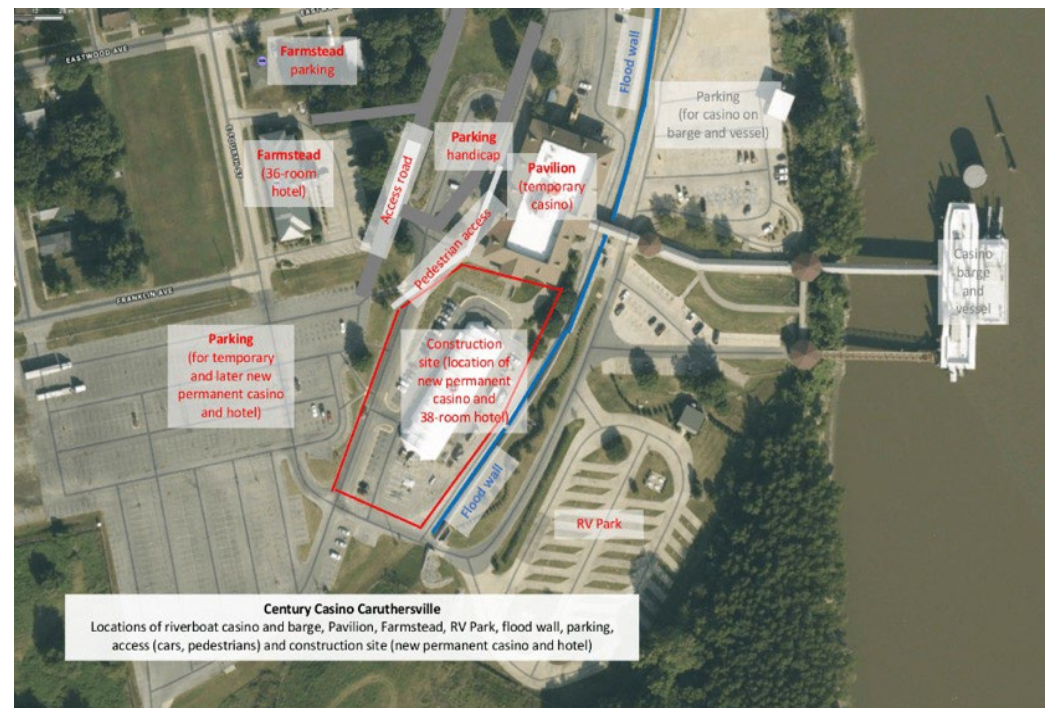 EASTWOOD AVE
Farmstead
parking
Flood wall
Parking
(for casino on
barge and vessel)
Parking
handicap
Farmstead
(36-room
hotel)
E FOURTH ST
Access road
Pavilion
(temporary
casino)
Pedestrian access
Casino
barge
and
vessel
FRANKLIN AVE
Parking
(for temporary
and later new
permanent casino
and hotel)
Construction
site (location of
new permanent
casino and
38-room hotel)
Flood wall
RV Park
Century Casino Caruthersville
Locations of riverboat casino and barge, Pavilion, Farmstead, RV Park, flood wall, parking,
access (cars, pedestrians) and construction site (new permanent casino and hotel)